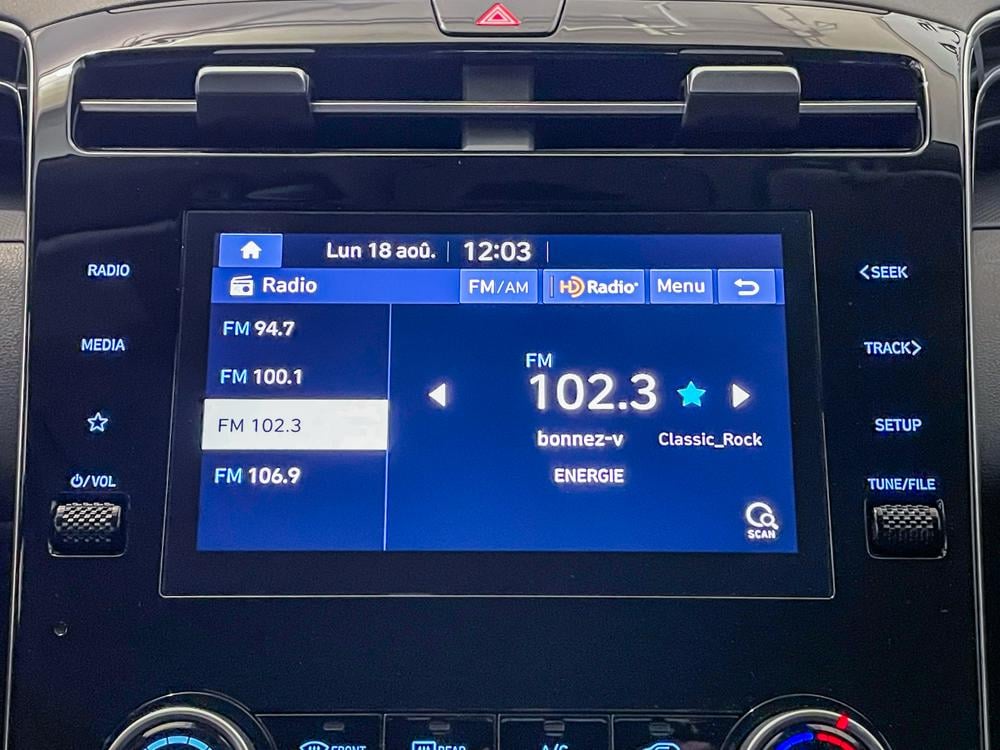 Lun 18 aoû. 12:03
Radio FM/AM HD Radio Menu
RADIO
MEDIA
⏻/VOL
FM 94.7
FM 100.1
FM 102.3
FM 106.9
FM
102.3
bonnez-v Classic_Rock
ENERGIE
SCAN
<SEEK
TRACK>
SETUP
TUNE/FILE
FRONT
REAR
A/C